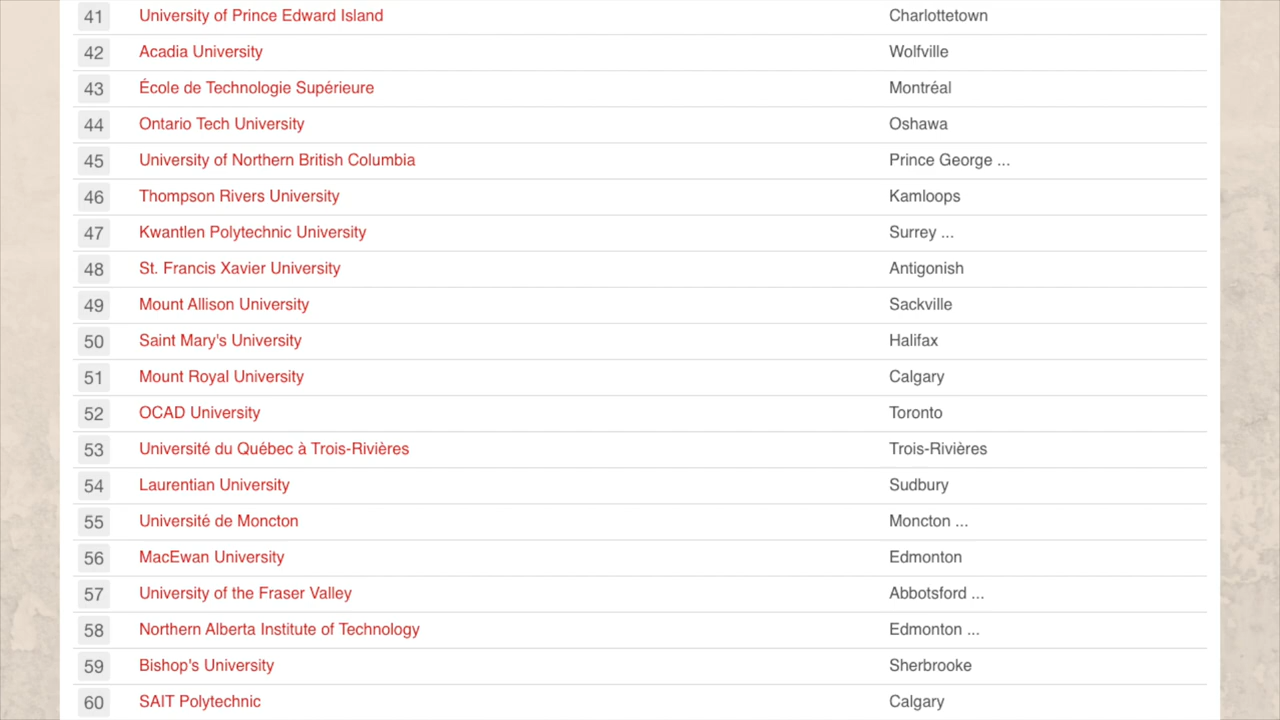 41 University of Prince Edward Island Charlottetown
42 Acadia University Wolfville
43 École de Technologie Supérieure Montréal
44 Ontario Tech University Oshawa
45 University of Northern British Columbia Prince George ...
46 Thompson Rivers University Kamloops
47 Kwantlen Polytechnic University Surrey ...
48 St. Francis Xavier University Antigonish
49 Mount Allison University Sackville
50 Saint Mary's University Halifax
51 Mount Royal University Calgary
52 OCAD University Toronto
53 Université du Québec à Trois-Rivières Trois-Rivières
54 Laurentian University Sudbury
55 Université de Moncton Moncton ...
56 MacEwan University Edmonton
57 University of the Fraser Valley Abbotsford ...
58 Northern Alberta Institute of Technology Edmonton ...
59 Bishop's University Sherbrooke
60 SAIT Polytechnic Calgary